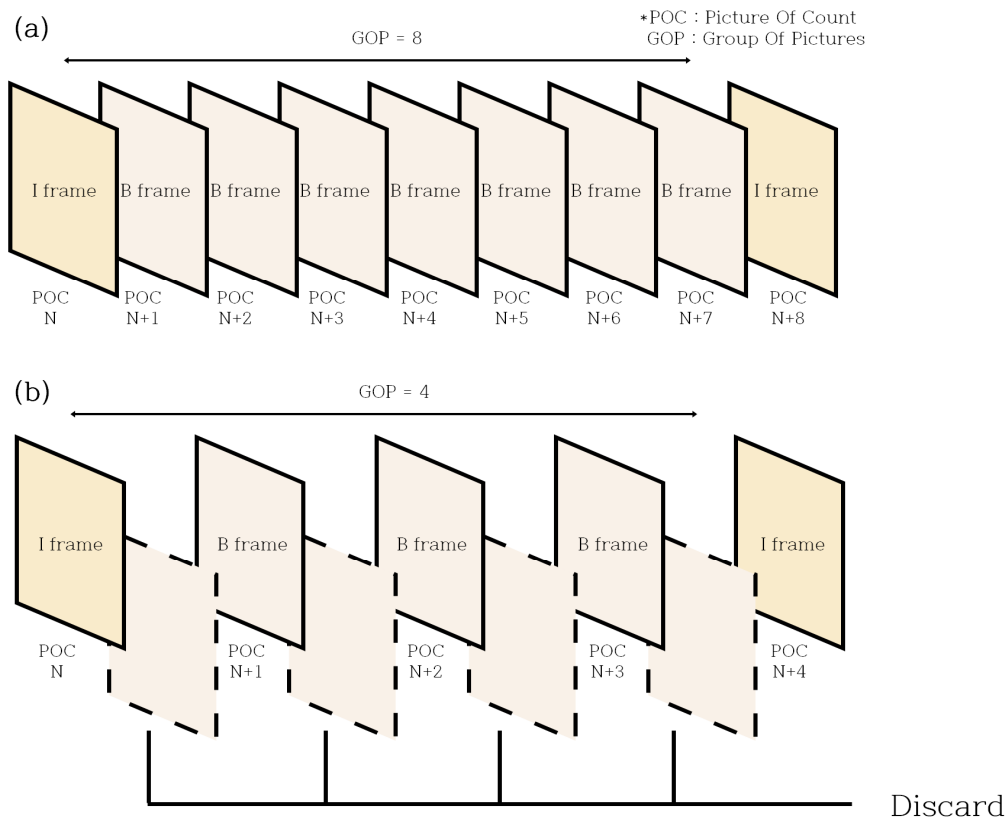 (a)
*POC : Picture Of Count
GOP : Group Of Pictures
GOP = 8
I frame B frame B frame B frame B frame B frame B frame B frame I frame
POC POC POC POC POC POC POC POC POC
N N+1 N+2 N+3 N+4 N+5 N+6 N+7 N+8
(b)
GOP = 4
I frame B frame B frame B frame I frame
POC POC POC POC POC
N N+1 N+2 N+3 N+4
Discard